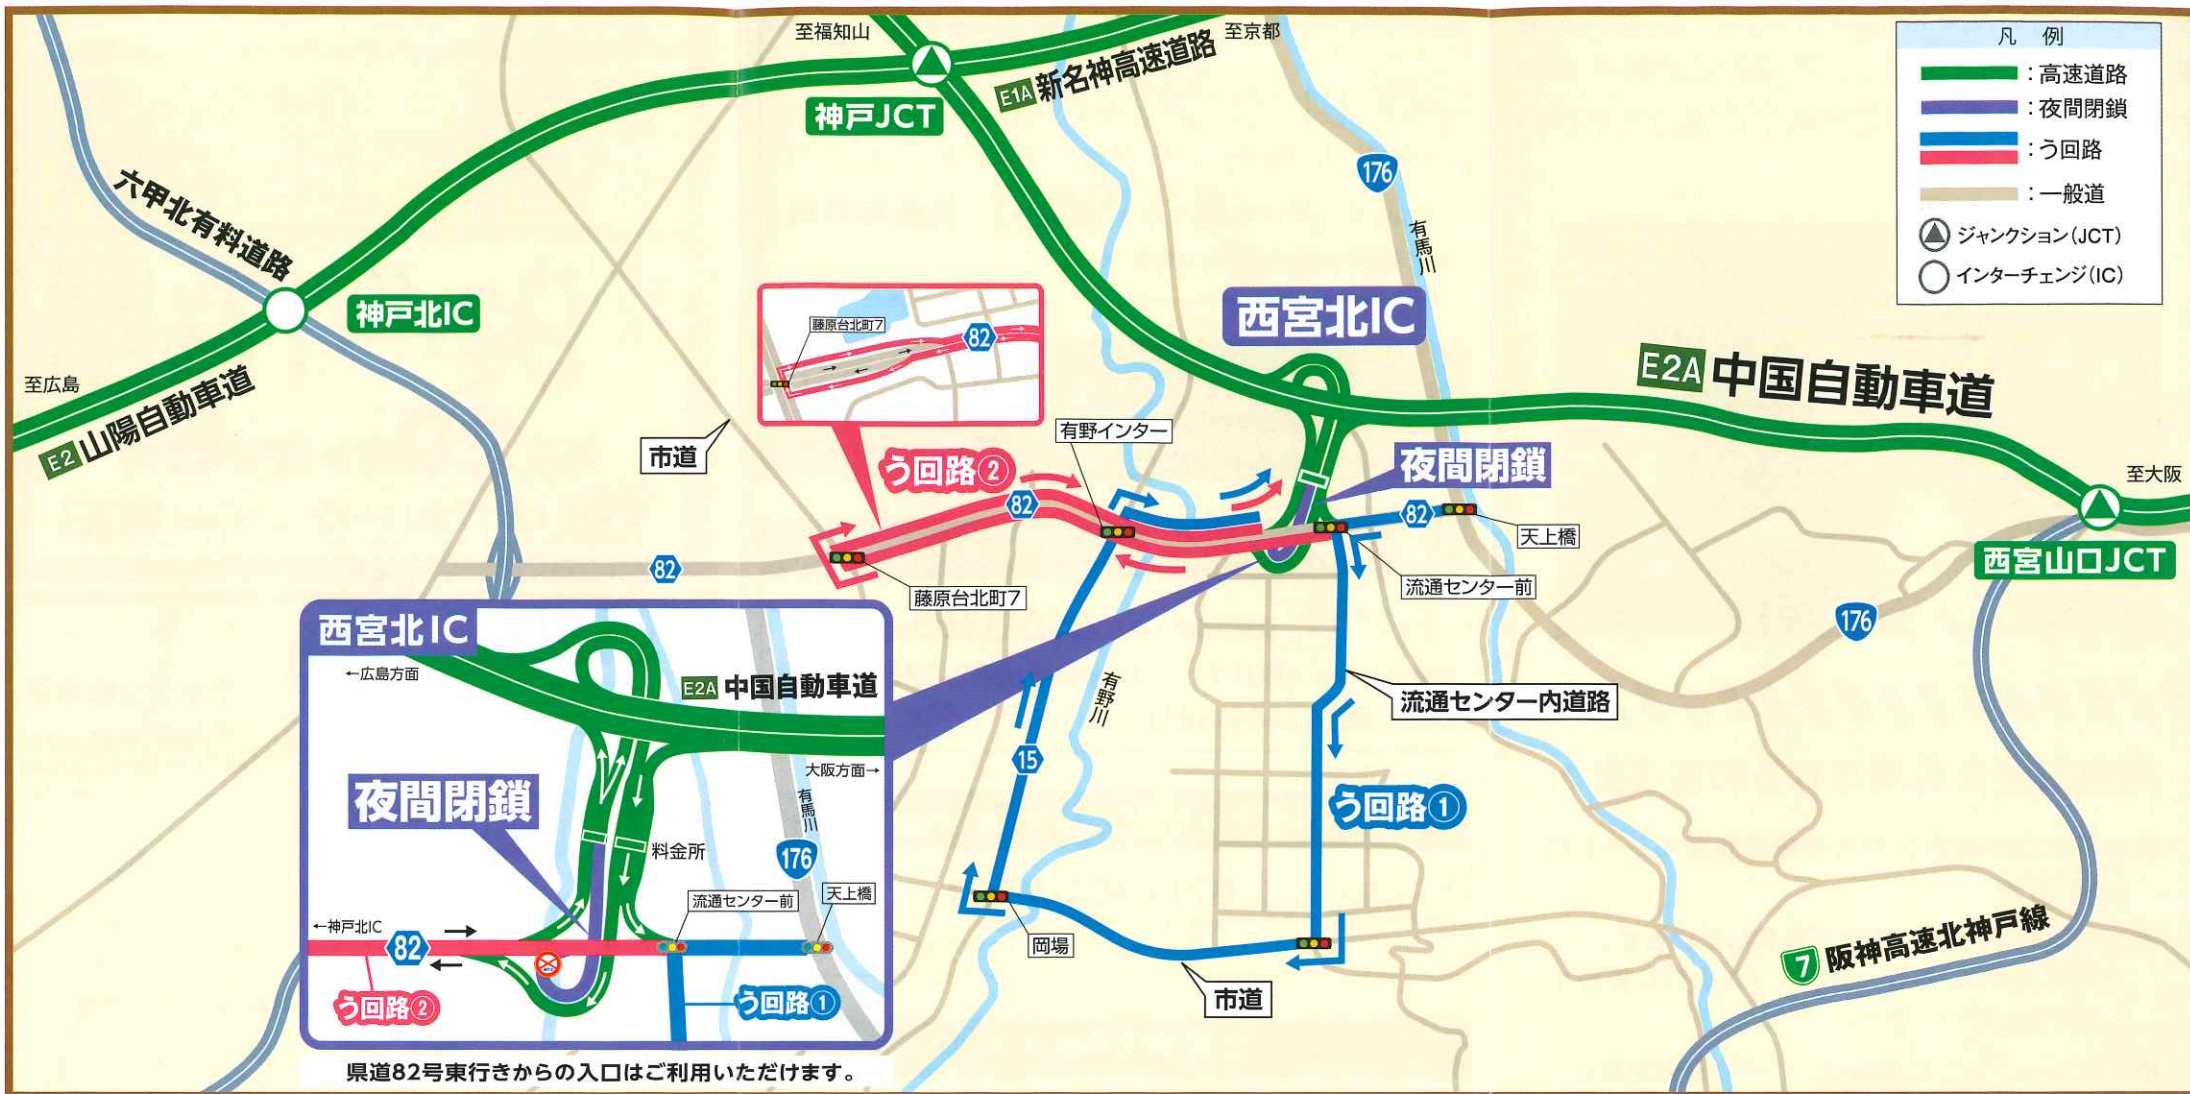 至福知山
至京都
E1A 新名神高速道路
神戸JCT
凡 例
：高速道路
：夜間閉鎖
：う回路
：一般道
ジャンクション(JCT)
インターチェンジ(IC)
176
有馬川
六甲北有料道路
神戸北IC
至広島
E2 山陽自動車道
藤原台北町7
82
西宮北IC
E2A 中国自動車道
市道
有野インター
う回路②
82
夜間閉鎖
82
天上橋
至大阪
西宮山口JCT
82
藤原台北町7
流通センター前
176
有野川
流通センター内道路
15
う回路①
岡場
市道
7 阪神高速北神戸線
西宮北IC
←広島方面
E2A 中国自動車道
大阪方面→
有馬川
夜間閉鎖
料金所
176
流通センター前
天上橋
←神戸北IC
82
う回路②
う回路①
県道82号東行きからの入口はご利用いただけます。